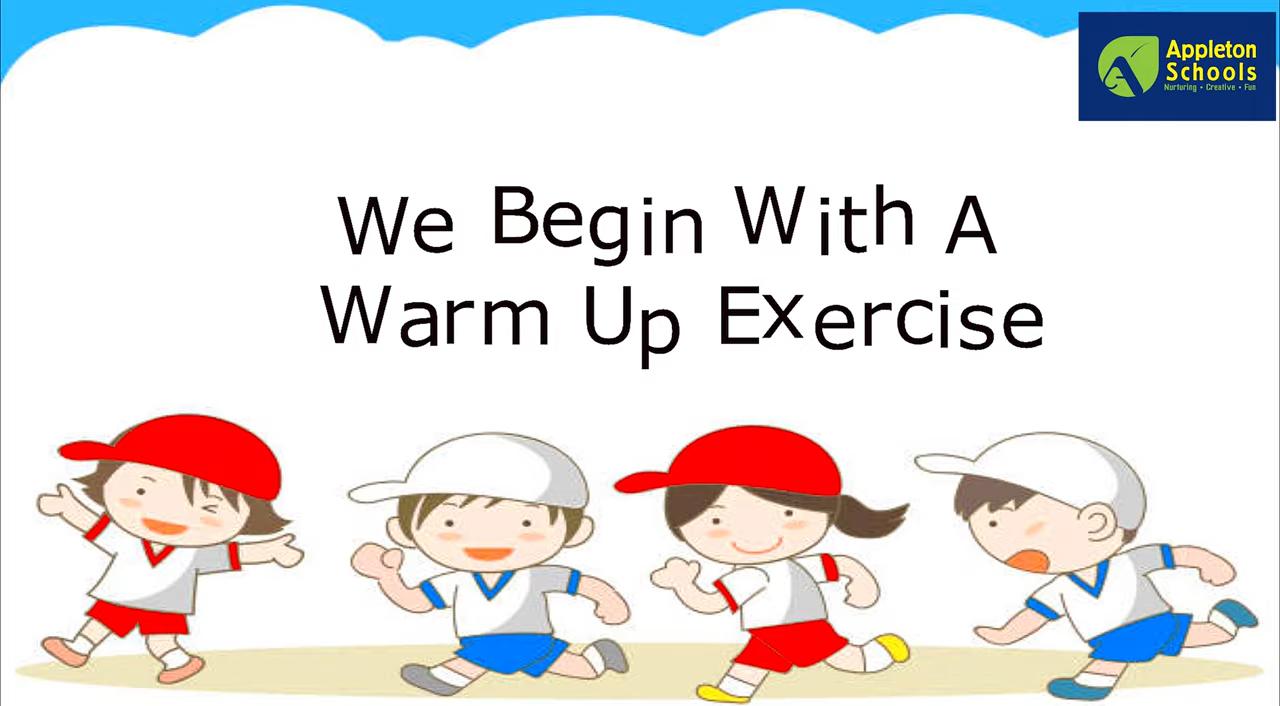 Appleton
Schools
Nurturing • Creative • Fun
We Begin With A
Warm Up Exercise